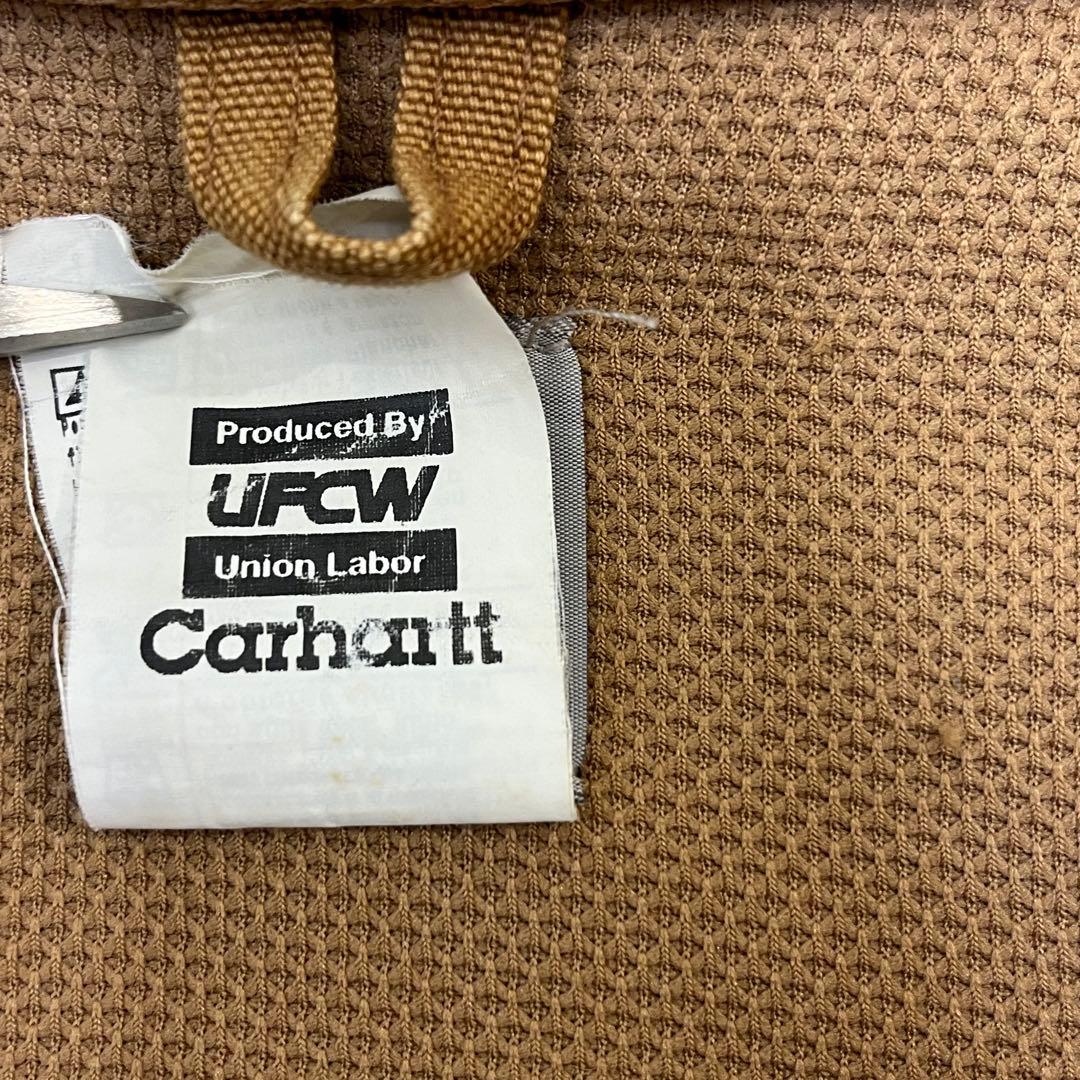 Produced By
UFCW
Union Labor
Carhartt